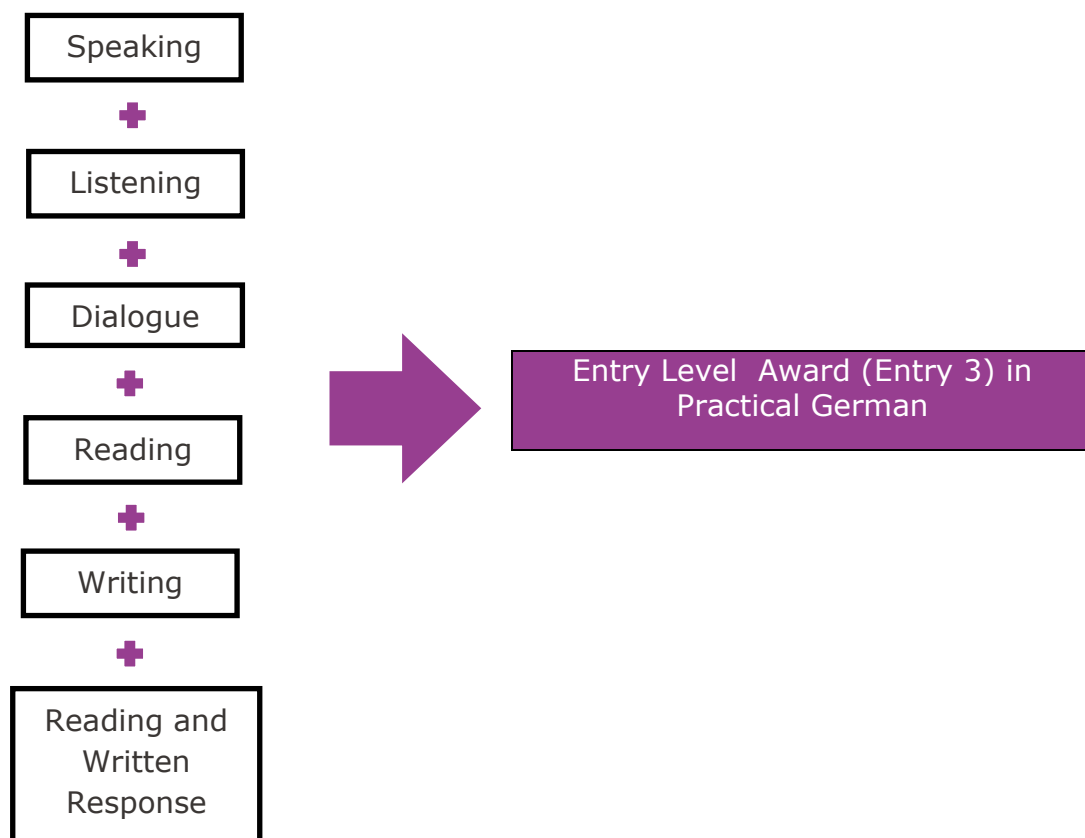 Speaking
Listening
Dialogue
Reading
Writing
Reading and
Written
Response
Entry Level  Award (Entry 3) in
Practical German